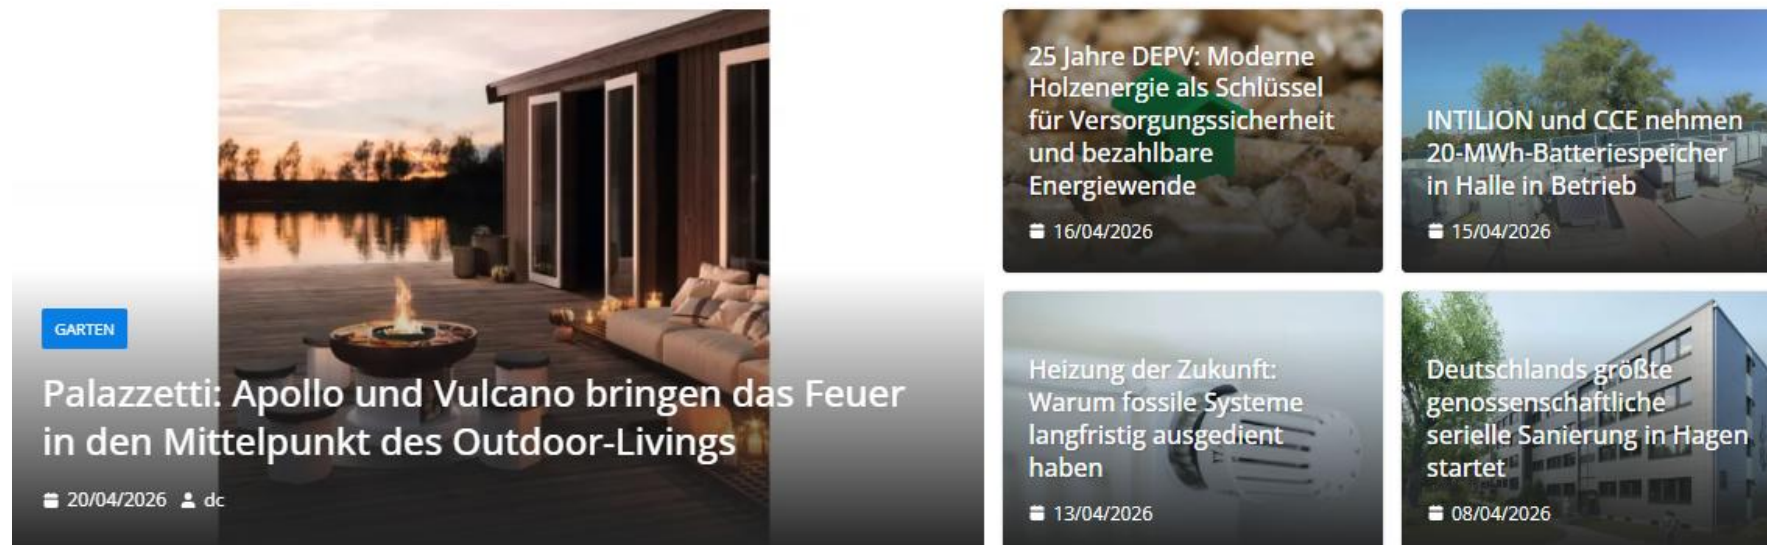 GARTEN
Palazzetti: Apollo und Vulcano bringen das Feuer
in den Mittelpunkt des Outdoor-Livings
20/04/2026 dc
25 Jahre DEPV: Moderne
Holzenergie als Schlüssel
für Versorgungssicherheit
und bezahlbare
Energiewende
16/04/2026
INTILION und CCE nehmen
20-MWh-Batteriespeicher
in Halle in Betrieb
15/04/2026
Heizung der Zukunft:
Warum fossile Systeme
langfristig ausgedient
haben
13/04/2026
Deutschlands größte
genossenschaftliche
serielle Sanierung in Hagen
startet
08/04/2026